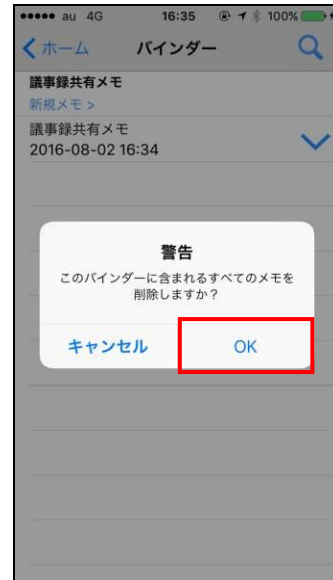 au 4G 16:35 100%
ホーム バインダー
議事録共有メモ
新規メモ >
議事録共有メモ
2016-08-02 16:34
警告
このバインダーに含まれるすべてのメモを
削除しますか？
キャンセル OK